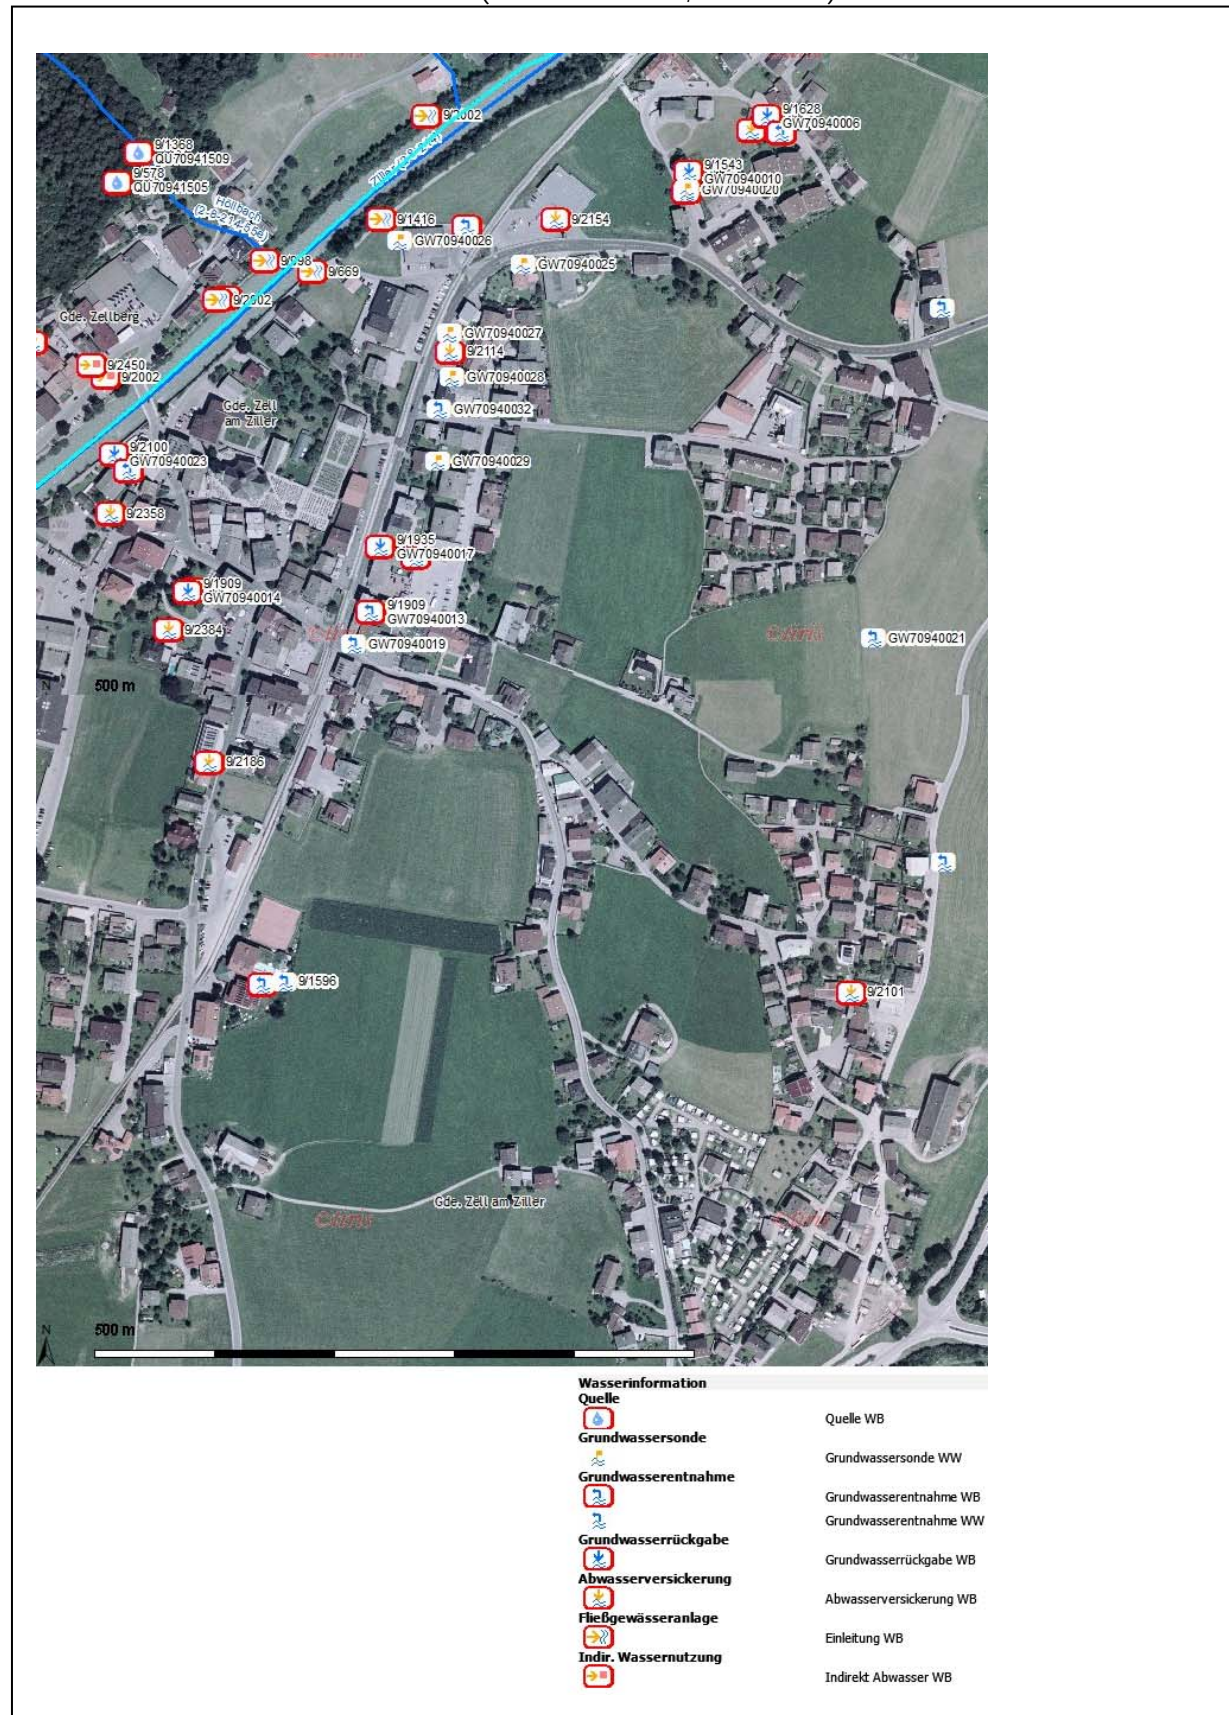 9/2002
9/1628
GW70940006
9/1368
QU70941509
9/578
QU70941505
9/1543
GW70940010
GW70940020
Höllbach
9/1416
9/2154
GW70940026
GW70940025
9/669
9/2002
Gde. Zellberg
GW70940027
9/2114
9/2450
9/2002
GW70940028
Gde. Zell
am Ziller
GW70940032
9/2100
GW70940023
GW70940029
9/2358
9/1935
GW70940017
9/1909
GW70940014
9/1909
GW70940013
9/2384
GW70940019
GW70940021
N
500 m
9/2186
9/1596
9/2101
Gde. Zell am Ziller
N
500 m
Wasserinformation
Quelle
Quelle WB
Grundwassersonde
Grundwassersonde WW
Grundwasserentnahme
Grundwasserentnahme WB
Grundwasserentnahme WW
Grundwasserrückgabe
Grundwasserrückgabe WB
Abwasserversickerung
Abwasserversickerung WB
Fließgewässeranlage
Einleitung WB
Indir. Wassernutzung
Indirekt Abwasser WB